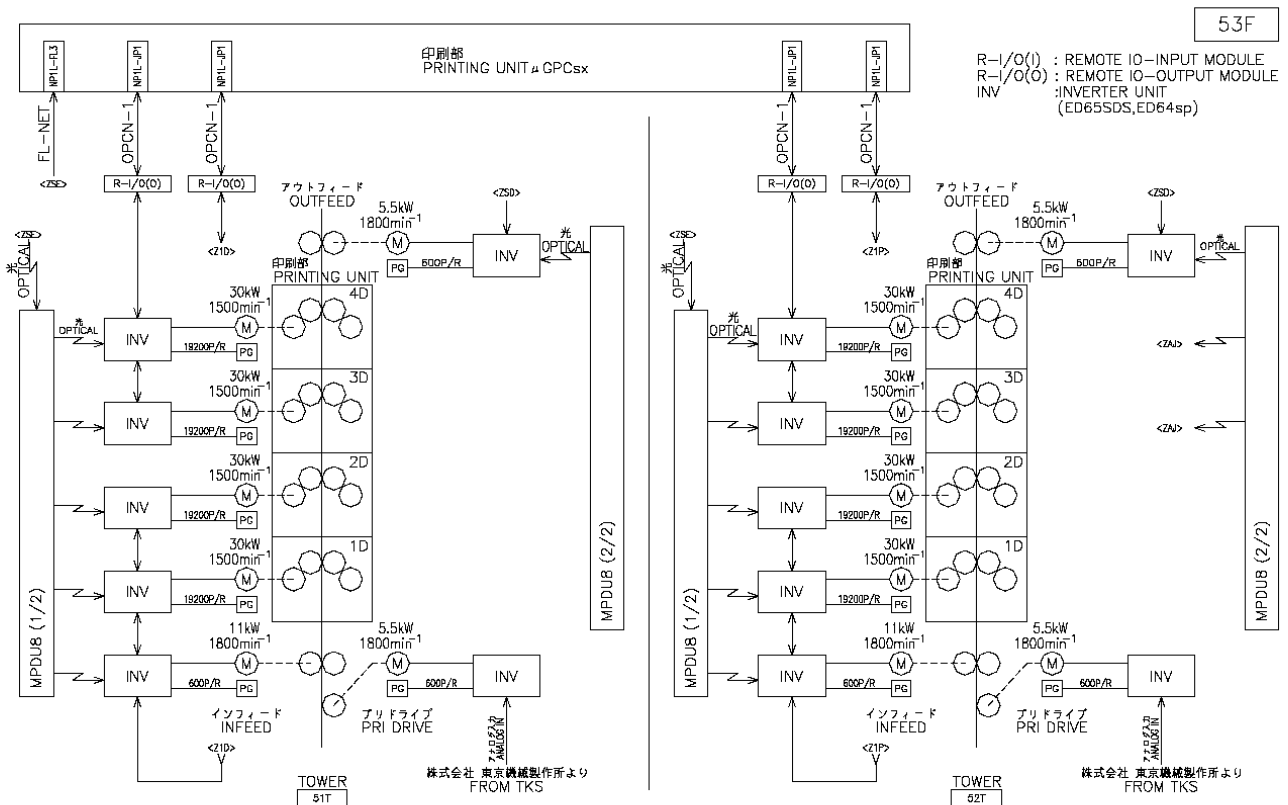 53F
印刷部
PRINTING UNIT μGPCsx
NP1L-FL3
NP1L-JP1
NP1L-JP1
NP1L-JP1
NP1L-JP1
R-I/O(I) : REMOTE IO-INPUT MODULE
R-I/O(O) : REMOTE IO-OUTPUT MODULE
INV :INVERTER UNIT
(ED65SDS,ED64sp)
FL-NET
OPCN-1
OPCN-1
OPCN-1
OPCN-1
<ZSE>
R-I/O(O)
R-I/O(O)
R-I/O(O)
R-I/O(O)
<Z1D>
<Z1P>
<ZSE>
光
OPTICAL
アウトフィード
OUTFEED
5.5kW
1800min-1
M
PG
600P/R
INV
<ZSD>
光
OPTICAL
印刷部
PRINTING UNIT
光
OPTICAL
INV
30kW
1500min-1
M
19200P/R
PG
4D
INV
30kW
1500min-1
M
19200P/R
PG
3D
INV
30kW
1500min-1
M
19200P/R
PG
2D
INV
30kW
1500min-1
M
19200P/R
PG
1D
INV
11kW
1800min-1
M
600P/R
PG
インフィード
INFEED
5.5kW
1800min-1
M
PG
600P/R
INV
プリドライブ
PRI DRIVE
アナログ入力
ANALOG IN
MPDU8 (1/2)
MPDU8 (2/2)
<Z1D>
株式会社 東京機械製作所より
FROM TKS
TOWER
51T
<ZSE>
光
OPTICAL
アウトフィード
OUTFEED
5.5kW
1800min-1
M
PG
600P/R
INV
<ZSD>
光
OPTICAL
印刷部
PRINTING UNIT
光
OPTICAL
INV
30kW
1500min-1
M
19200P/R
PG
4D
<ZAJ>
INV
30kW
1500min-1
M
19200P/R
PG
3D
<ZAJ>
INV
30kW
1500min-1
M
19200P/R
PG
2D
INV
30kW
1500min-1
M
19200P/R
PG
1D
INV
11kW
1800min-1
M
600P/R
PG
インフィード
INFEED
5.5kW
1800min-1
M
PG
600P/R
INV
プリドライブ
PRI DRIVE
アナログ入力
ANALOG IN
MPDU8 (1/2)
MPDU8 (2/2)
<Z1P>
株式会社 東京機械製作所より
FROM TKS
TOWER
52T